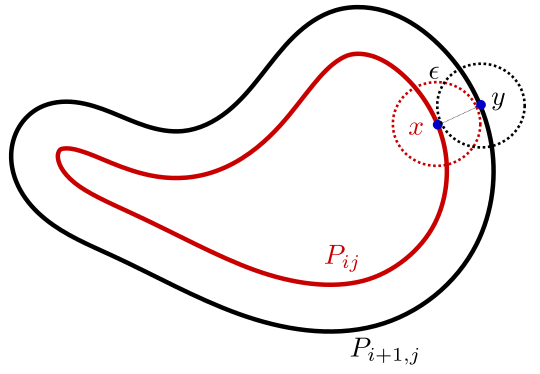 ϵ
y
x
P_{ij}
P_{i+1,j}